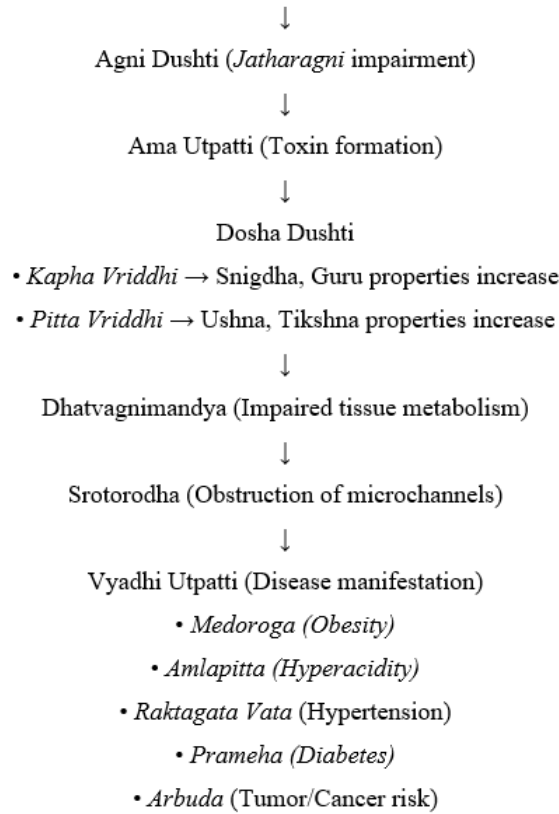 ↓
Agni Dushti (Jatharagni impairment)
↓
Ama Utpatti (Toxin formation)
↓
Dosha Dushti
• Kapha Vriddhi → Snigdha, Guru properties increase
• Pitta Vriddhi → Ushna, Tikshna properties increase
↓
Dhatvagnimandya (Impaired tissue metabolism)
↓
Srotorodha (Obstruction of microchannels)
↓
Vyadhi Utpatti (Disease manifestation)
• Medoroga (Obesity)
• Amlapitta (Hyperacidity)
• Raktagata Vata (Hypertension)
• Prameha (Diabetes)
• Arbuda (Tumor/Cancer risk)